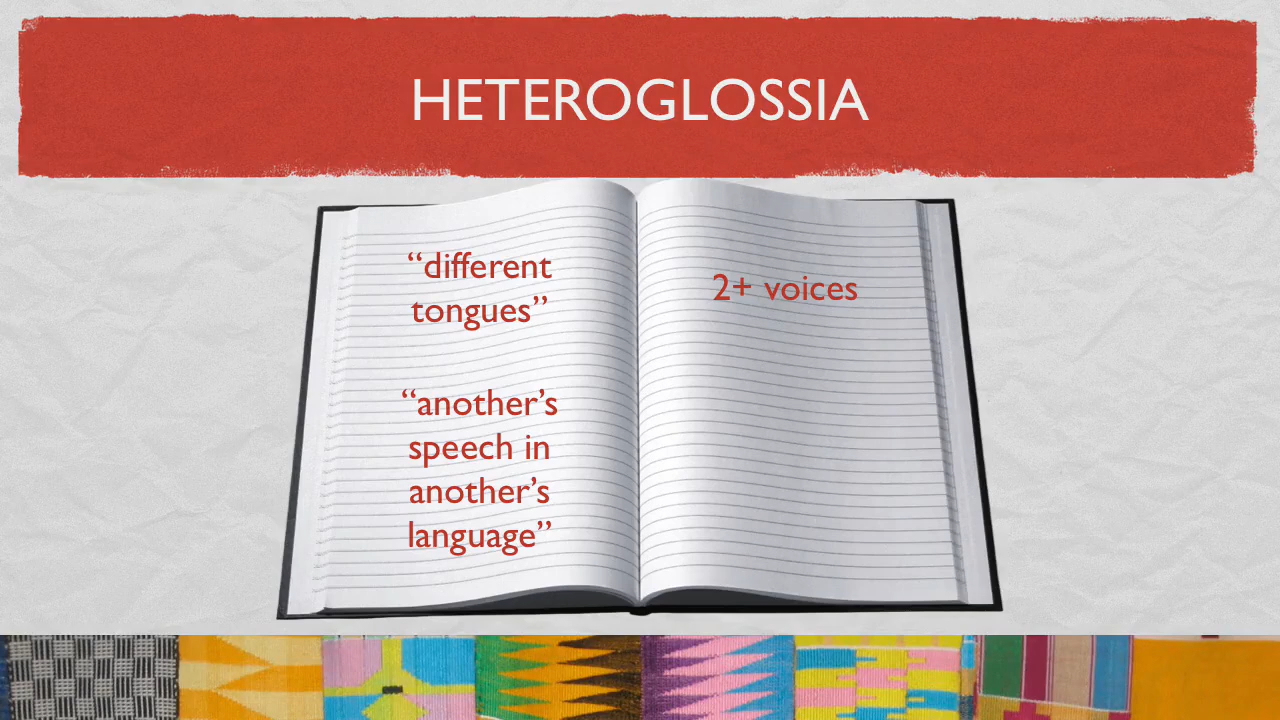 HETEROGLOSSIA
“different
tongues”
“another’s
speech in
another’s
language”
2+ voices